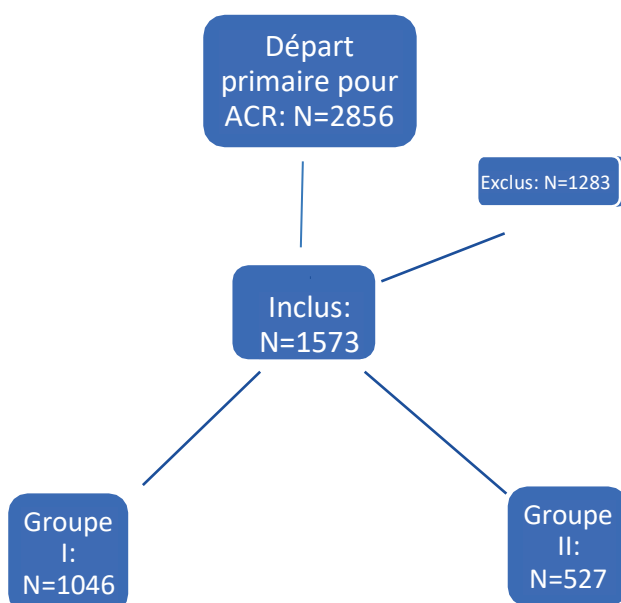 Départ
primaire pour
ACR: N=2856
Exclus: N=1283
Inclus:
N=1573
Groupe
I:
N=1046
Groupe
II:
N=527